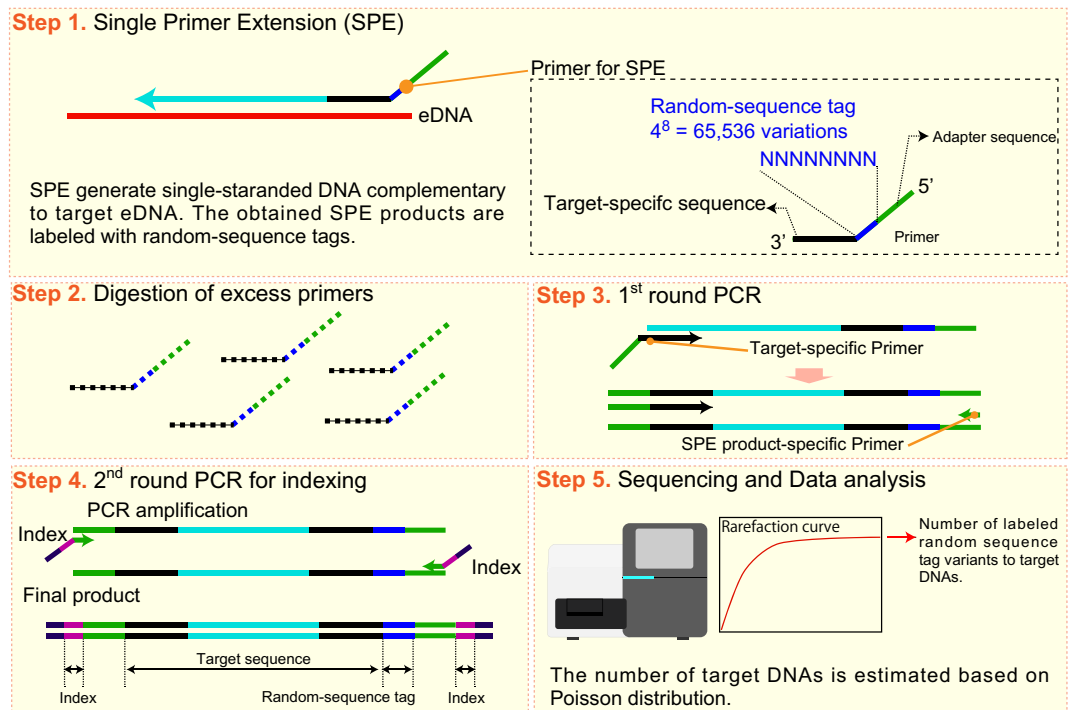 Step 1. Single Primer Extension (SPE)
Primer for SPE
eDNA
SPE generate single-staranded DNA complementary
to target eDNA. The obtained SPE products are
labeled with random-sequence tags.
Random-sequence tag
4⁸ = 65,536 variations
NNNNNNNN
Adapter sequence
5’
Target-specifc sequence
3’
Primer
Step 2. Digestion of excess primers
Step 3. 1st round PCR
Target-specific Primer
SPE product-specific Primer
Step 4. 2nd round PCR for indexing
PCR amplification
Index
Index
Final product
Target sequence
Index
Random-sequence tag
Index
Step 5. Sequencing and Data analysis
Rarefaction curve
Number of labeled
random sequence
tag variants to target
DNAs.
The number of target DNAs is estimated based on
Poisson distribution.